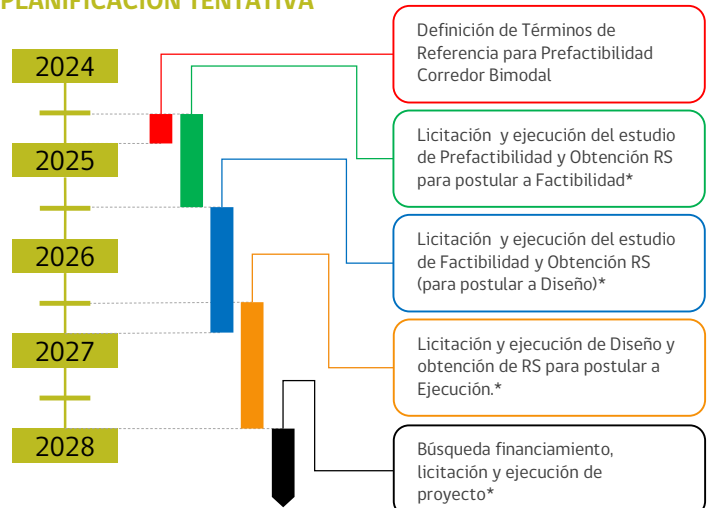 PLANIFICACIÓN TENTATIVA
2024
2025
2026
2027
2028
Definición de Términos de
Referencia para Prefactibilidad
Corredor Bimodal
Licitación y ejecución del estudio
de Prefactibilidad y Obtención RS
para postular a Factibilidad*
Licitación y ejecución del estudio
de Factibilidad y Obtención RS
(para postular a Diseño)*
Licitación y ejecución de Diseño y
obtención de RS para postular a
Ejecución.*
Búsqueda financiamiento,
licitación y ejecución de
proyecto*